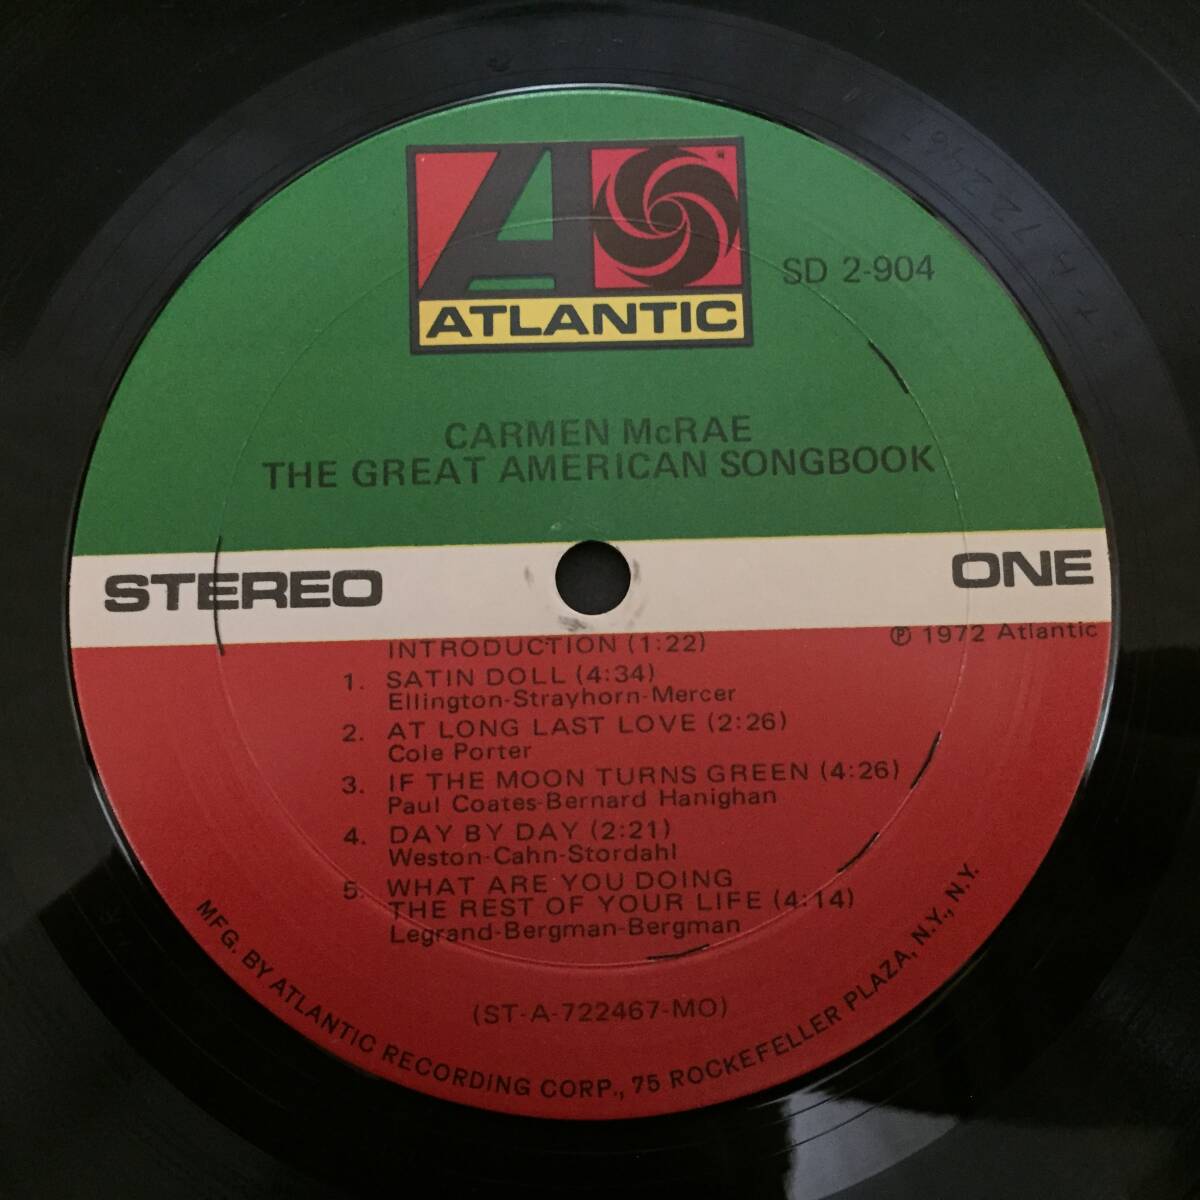 ATLANTIC
SD 2-904
CARMEN McRAE
THE GREAT AMERICAN SONGBOOK
STEREO
ONE
℗ 1972 Atlantic
INTRODUCTION (1:22)
1. SATIN DOLL (4:34)
Ellington-Strayhorn-Mercer
2. AT LONG LAST LOVE (2:26)
Cole Porter
3. IF THE MOON TURNS GREEN (4:26)
Paul Coates-Bernard Hanighan
4. DAY BY DAY (2:21)
Weston-Cahn-Stordahl
5. WHAT ARE YOU DOING
THE REST OF YOUR LIFE (4:14)
Legrand-Bergman-Bergman
(ST-A-722467-MO)
MFG. BY ATLANTIC RECORDING CORP., 75 ROCKEFELLER PLAZA, N.Y., N.Y.